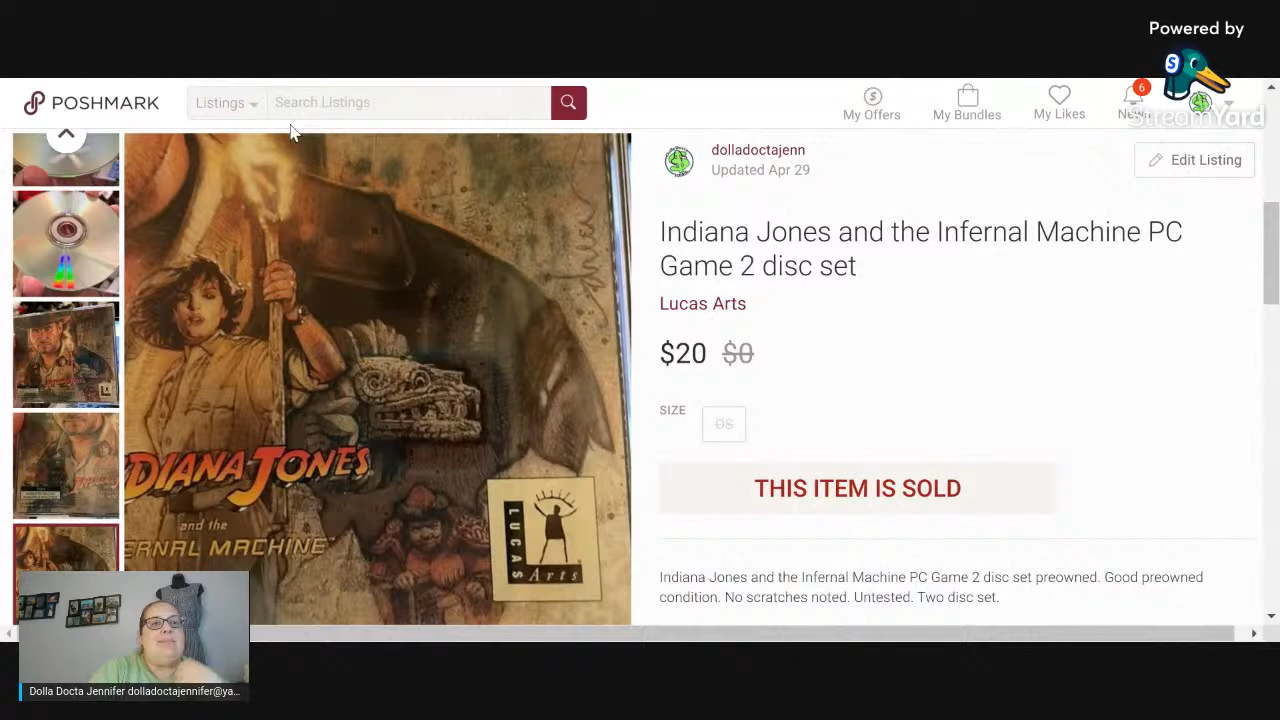 Powered by
StreamYard
S
POSHMARK
Listings
Search Listings
My Offers
My Bundles
My Likes
6
dolladoctajenn
Updated Apr 29
Edit Listing
Indiana Jones and the Infernal Machine PC
Game 2 disc set
Lucas Arts
$20 $0
SIZE
OS
THIS ITEM IS SOLD
Indiana Jones and the Infernal Machine PC Game 2 disc set preowned. Good preowned
condition. No scratches noted. Untested. Two disc set.
DIANA JONES
and the
ERNAL MACHINE™
LUCAS
Arts
Dolla Docta Jennifer dolladoctajennifer@ya...